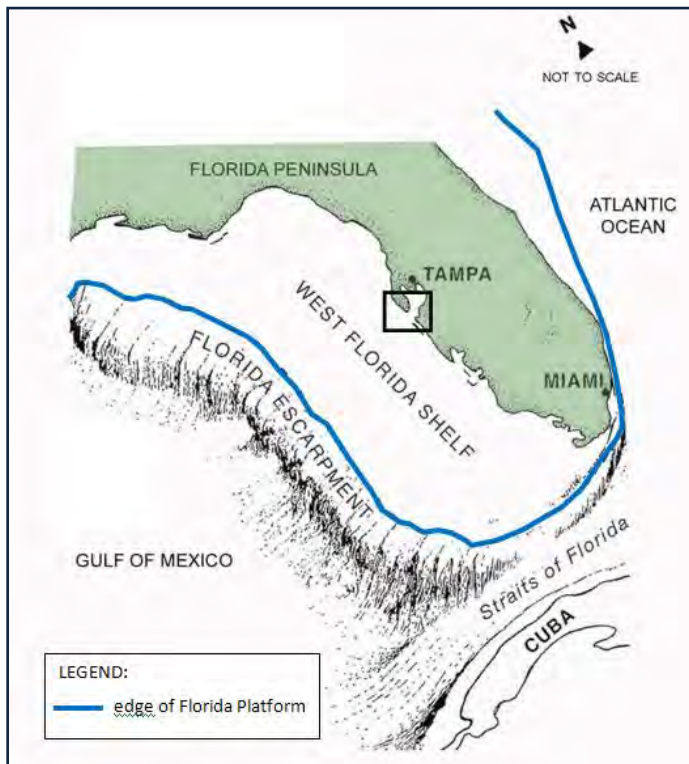 N
NOT TO SCALE
FLORIDA PENINSULA
ATLANTIC
OCEAN
TAMPA
WEST FLORIDA SHELF
FLORIDA ESCARPMENT
MIAMI
GULF OF MEXICO
Straits of Florida
CUBA
LEGEND:
edge of Florida Platform